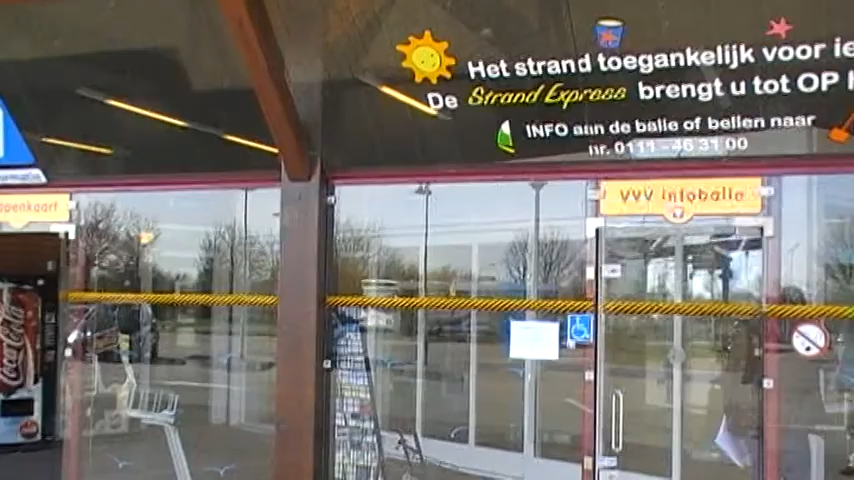 Het strand toegankelijk voor ie
De Strand Express brengt u tot OP h
INFO aan de balie of bellen naar
nr. 0111 - 46 31 00
VVV Infobalie
Coca-Cola